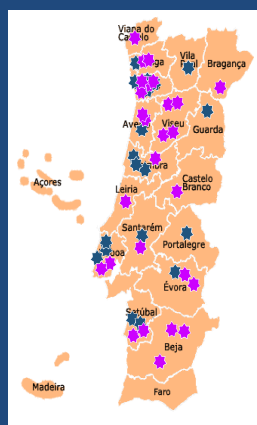 Viana do
Castelo
Vila
Real
Bragança
Viseu
Guarda
Açores
Castelo
Branco
Leiria
Santarém
Portalegre
Évora
Setúbal
Beja
Madeira
Faro